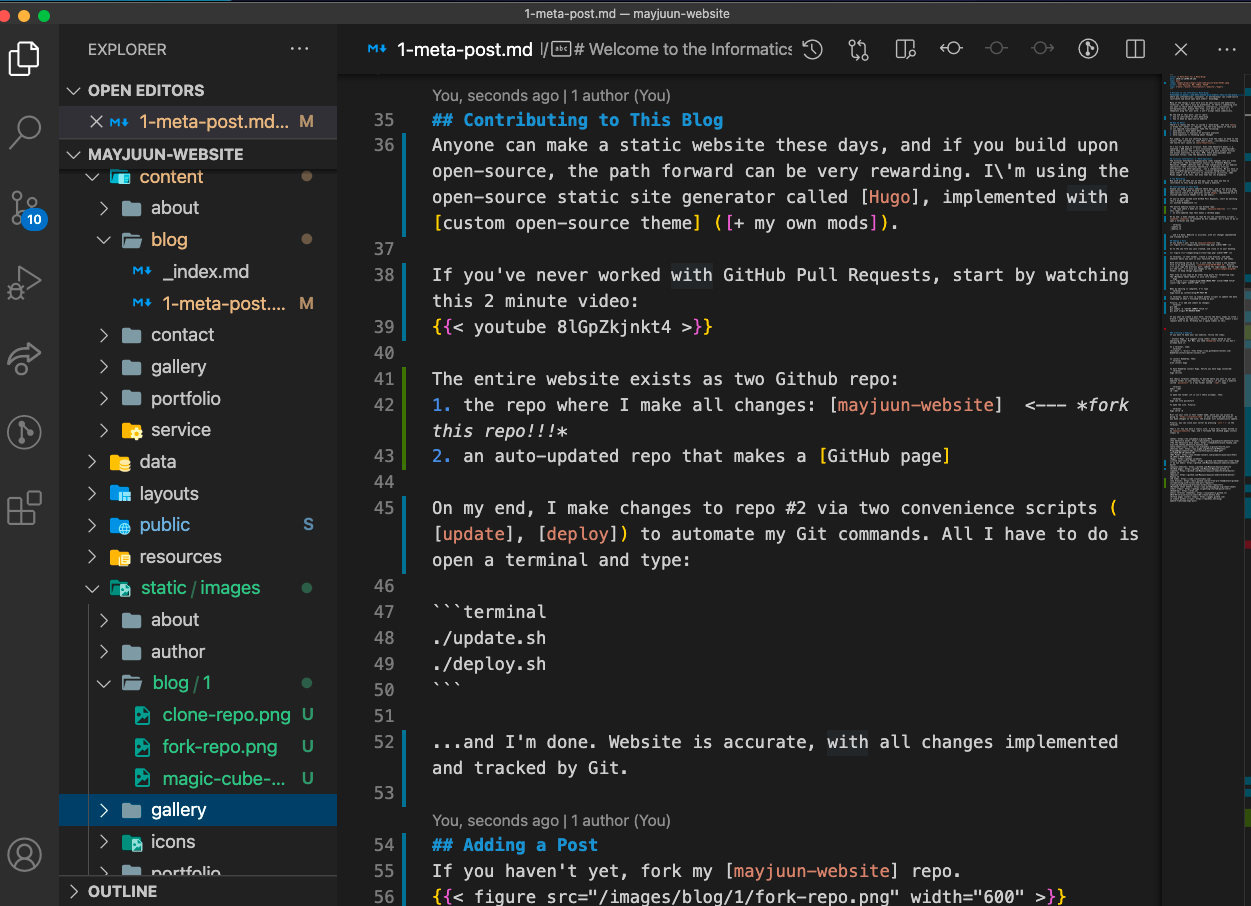 1-meta-post.md — mayjuun-website
EXPLORER
OPEN EDITORS
1-meta-post.md... M
MAYJUUN-WEBSITE
content
about
blog
_index.md
1-meta-post.... M
contact
gallery
portfolio
service
data
layouts
public S
resources
static / images
about
author
blog / 1
clone-repo.png U
fork-repo.png U
magic-cube-... U
gallery
icons
portfolio
OUTLINE
10
1-meta-post.md # Welcome to the Informatics
You, seconds ago | 1 author (You)
35 ## Contributing to This Blog
36 Anyone can make a static website these days, and if you build upon
open-source, the path forward can be very rewarding. I\'m using the
open-source static site generator called [Hugo], implemented with a
[custom open-source theme] ([+ my own mods]).
37
38 If you've never worked with GitHub Pull Requests, start by watching
this 2 minute video:
39 {{< youtube 8lGpZkjnkt4 >}}
40
41 The entire website exists as two Github repo:
42 1. the repo where I make all changes: [mayjuun-website]  <--- *fork
this repo!!!*
43 2. an auto-updated repo that makes a [GitHub page]
44
45 On my end, I make changes to repo #2 via two convenience scripts (
[update], [deploy]) to automate my Git commands. All I have to do is
open a terminal and type:
46
47 ```terminal
48 ./update.sh
49 ./deploy.sh
50 ```
51
52 ...and I'm done. Website is accurate, with all changes implemented
and tracked by Git.
53
You, seconds ago | 1 author (You)
54 ## Adding a Post
55 If you haven't yet, fork my [mayjuun-website] repo.
56 {{< figure src="/images/blog/1/fork-repo.png" width="600" >}}